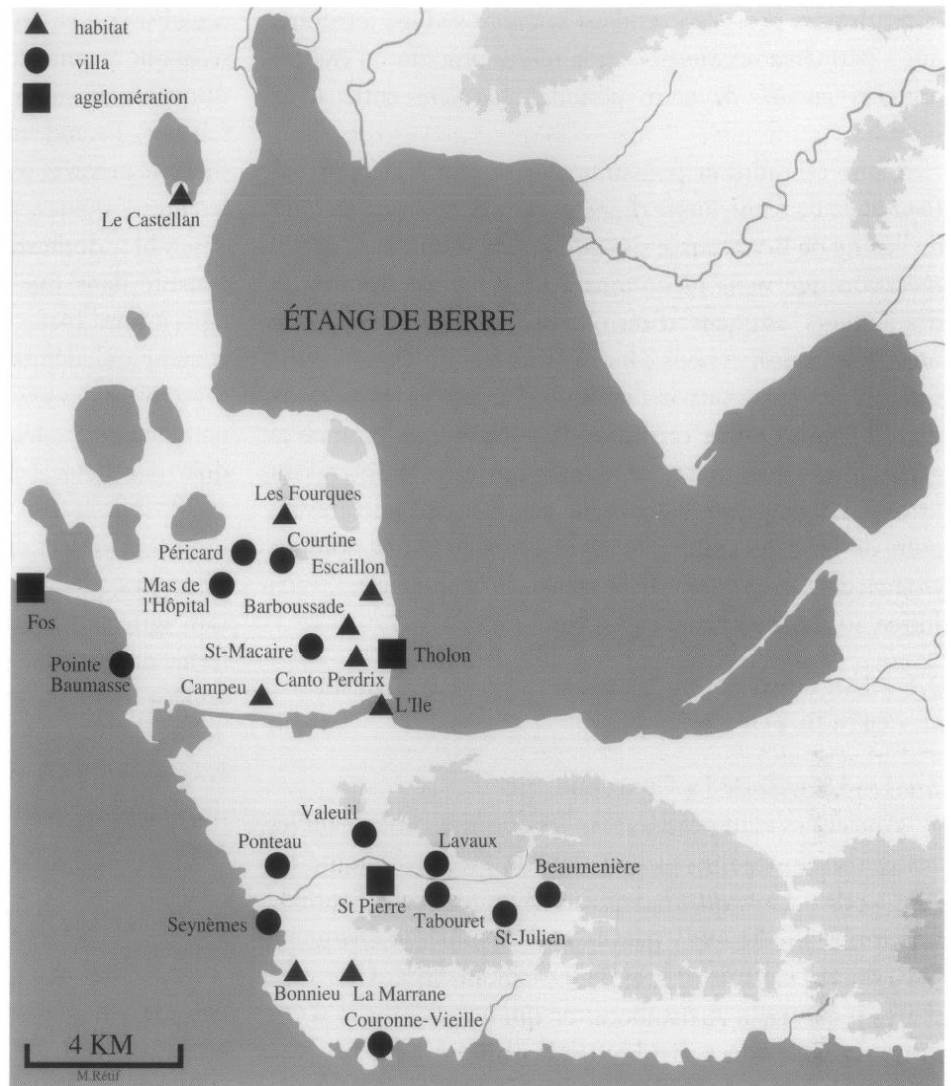 habitat
villa
agglomération
Le Castellan
ÉTANG DE BERRE
Les Fourques
Courtine
Péricard
Escaillon
Mas de
l'Hôpital
Barboussade
Fos
St-Macaire
Tholon
Pointe
Baumasse
Canto Perdrix
Campeu
L'Ile
Valeuil
Ponteau
Lavaux
Beaumenière
St Pierre
Tabouret
Seynèmes
St-Julien
Bonnieu
La Marrane
Couronne-Vieille
4 KM
M.Rétif